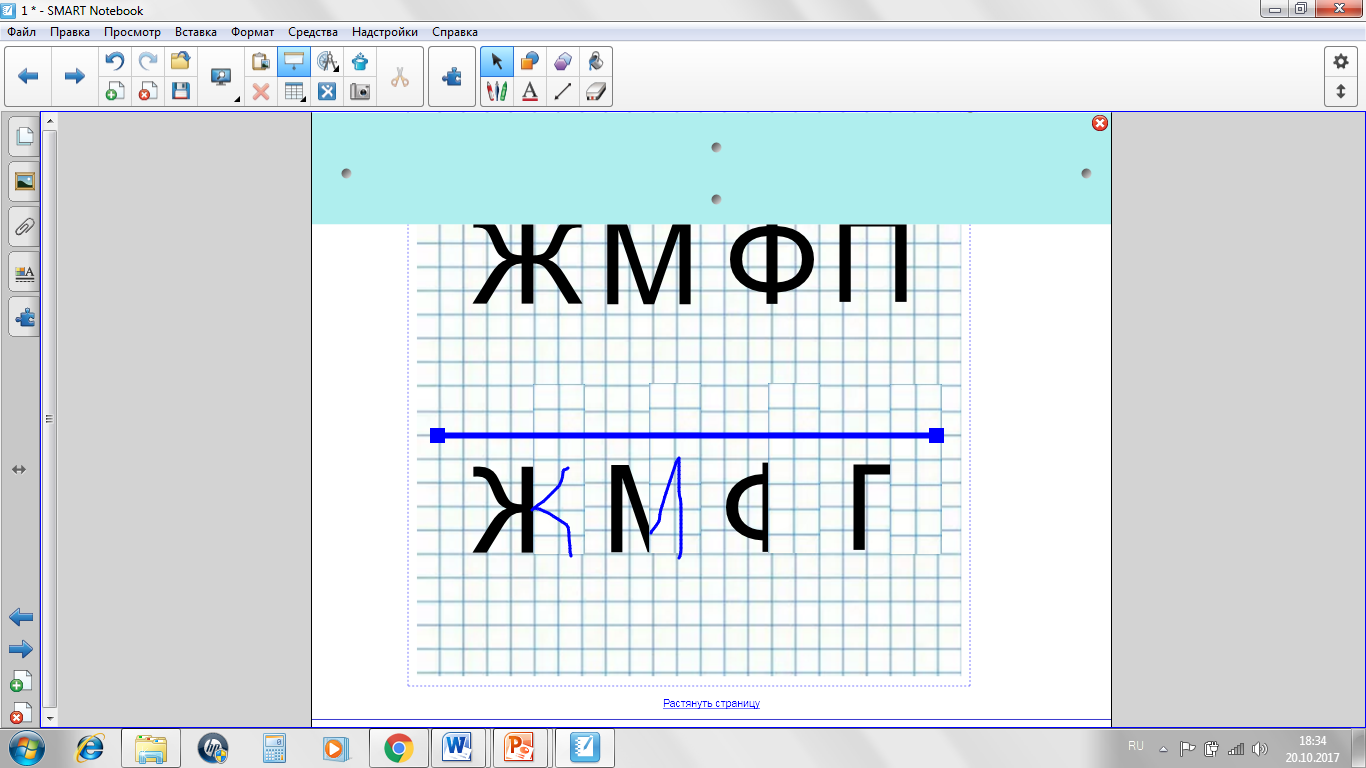 1 * - SMART Notebook
Файл Правка Просмотр Вставка Формат Средства Надстройки Справка
Ж М Ф П
Ж М
Растянуть страницу
RU 18:34
20.10.2017